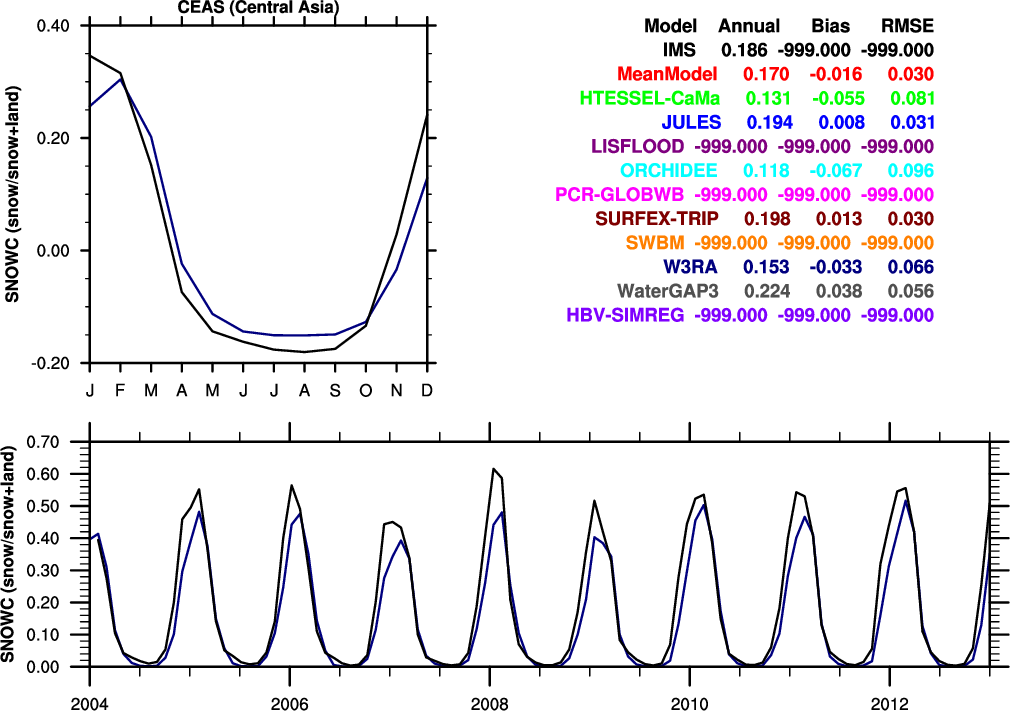 CEAS (Central Asia)
SNOWC (snow/snow+land)
0.40
0.20
0.00
-0.20
J F M A M J J A S O N D
Model Annual Bias RMSE
IMS 0.186 -999.000 -999.000
MeanModel 0.170 -0.016 0.030
HTESSEL-CaMa 0.131 -0.055 0.081
JULES 0.194 0.008 0.031
LISFLOOD -999.000 -999.000 -999.000
ORCHIDEE 0.118 -0.067 0.096
PCR-GLOBWB -999.000 -999.000 -999.000
SURFEX-TRIP 0.198 0.013 0.030
SWBM -999.000 -999.000 -999.000
W3RA 0.153 -0.033 0.066
WaterGAP3 0.224 0.038 0.056
HBV-SIMREG -999.000 -999.000 -999.000
SNOWC (snow/snow+land)
0.70
0.60
0.50
0.40
0.30
0.20
0.10
0.00
2004 2006 2008 2010 2012